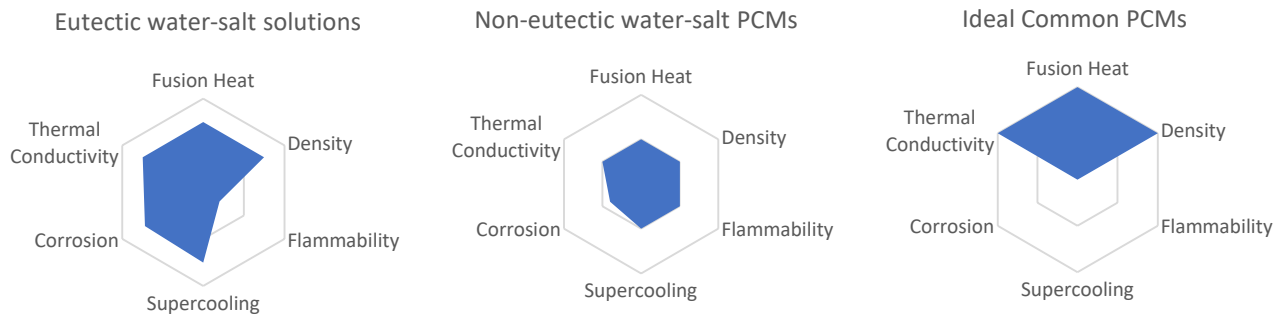 Eutectic water-salt solutions
Fusion Heat
Thermal
Conductivity
Density
Corrosion
Flammability
Supercooling
Non-eutectic water-salt PCMs
Fusion Heat
Thermal
Conductivity
Density
Corrosion
Flammability
Supercooling
Ideal Common PCMs
Fusion Heat
Thermal
Conductivity
Density
Corrosion
Flammability
Supercooling